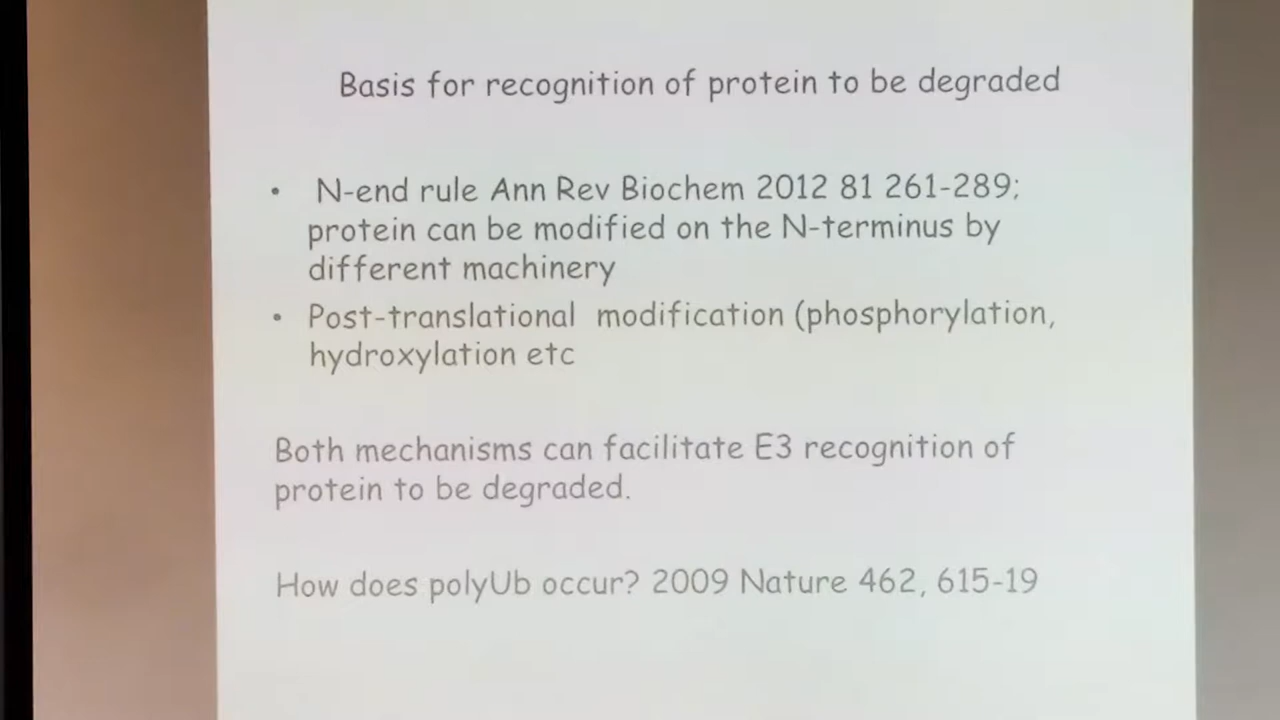 Basis for recognition of protein to be degraded
• N-end rule Ann Rev Biochem 2012 81 261-289;
protein can be modified on the N-terminus by
different machinery
• Post-translational modification (phosphorylation,
hydroxylation etc
Both mechanisms can facilitate E3 recognition of
protein to be degraded.
How does polyUb occur? 2009 Nature 462, 615-19